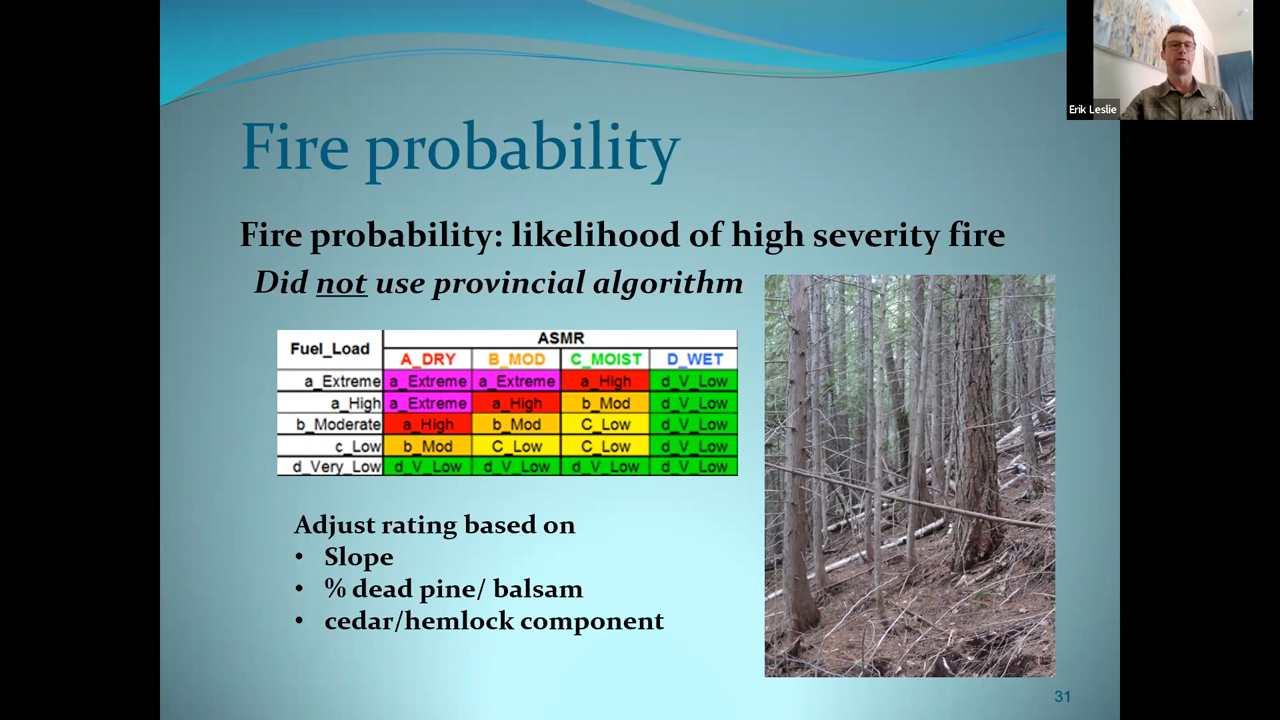 Erik Leslie
Fire probability
Fire probability: likelihood of high severity fire
Did not use provincial algorithm
Fuel_Load ASMR
A_DRY B_MOD C_MOIST D_WET
a_Extreme a_Extreme a_Extreme a_High d_V_Low
a_High a_Extreme a_High b_Mod d_V_Low
b_Moderate a_High b_Mod C_Low d_V_Low
c_Low b_Mod C_Low C_Low d_V_Low
d_Very_Low d_V_Low d_V_Low d_V_Low d_V_Low
Adjust rating based on
• Slope
• % dead pine/ balsam
• cedar/hemlock component
31